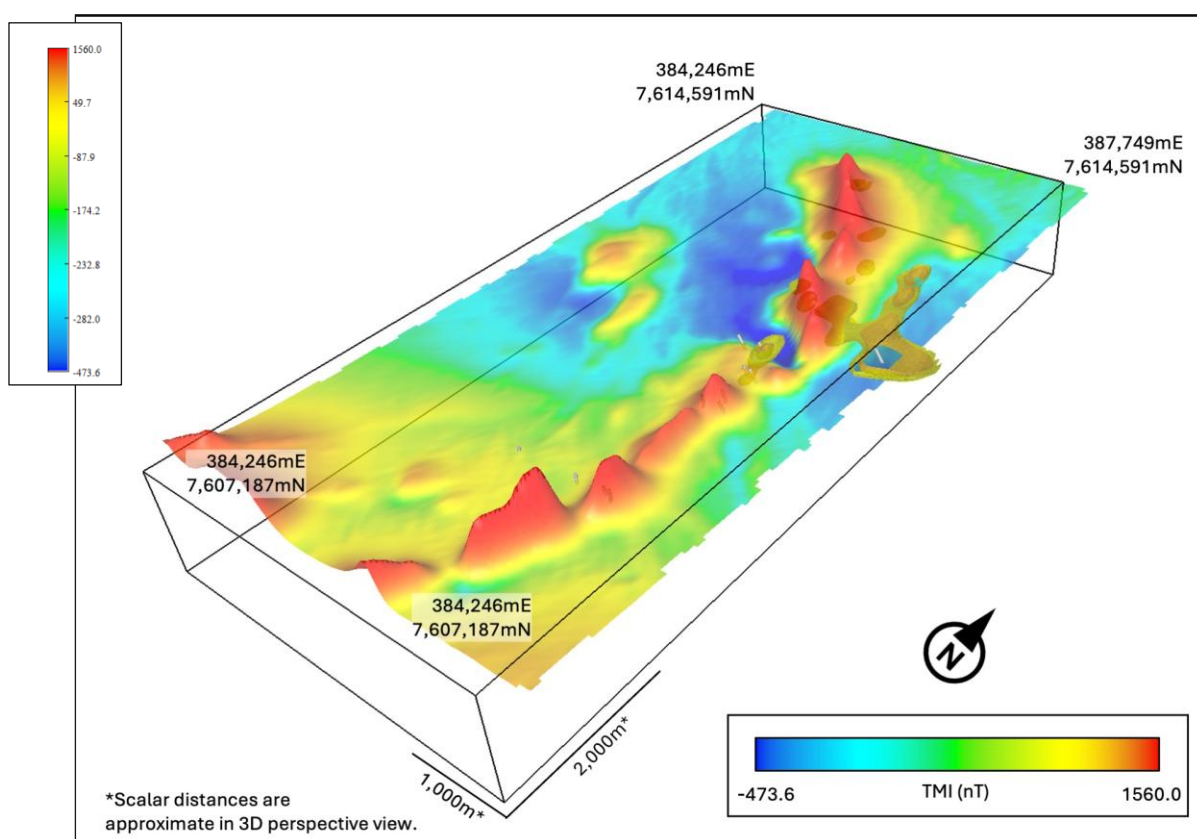 1560.0
49.7
-87.9
-174.2
-232.8
-282.0
-473.6
384,246mE
7,614,591mN
387,749mE
7,614,591mN
384,246mE
7,607,187mN
384,246mE
7,607,187mN
N
2,000m*
1,000m*
*Scalar distances are
approximate in 3D perspective view.
-473.6 TMI (nT) 1560.0